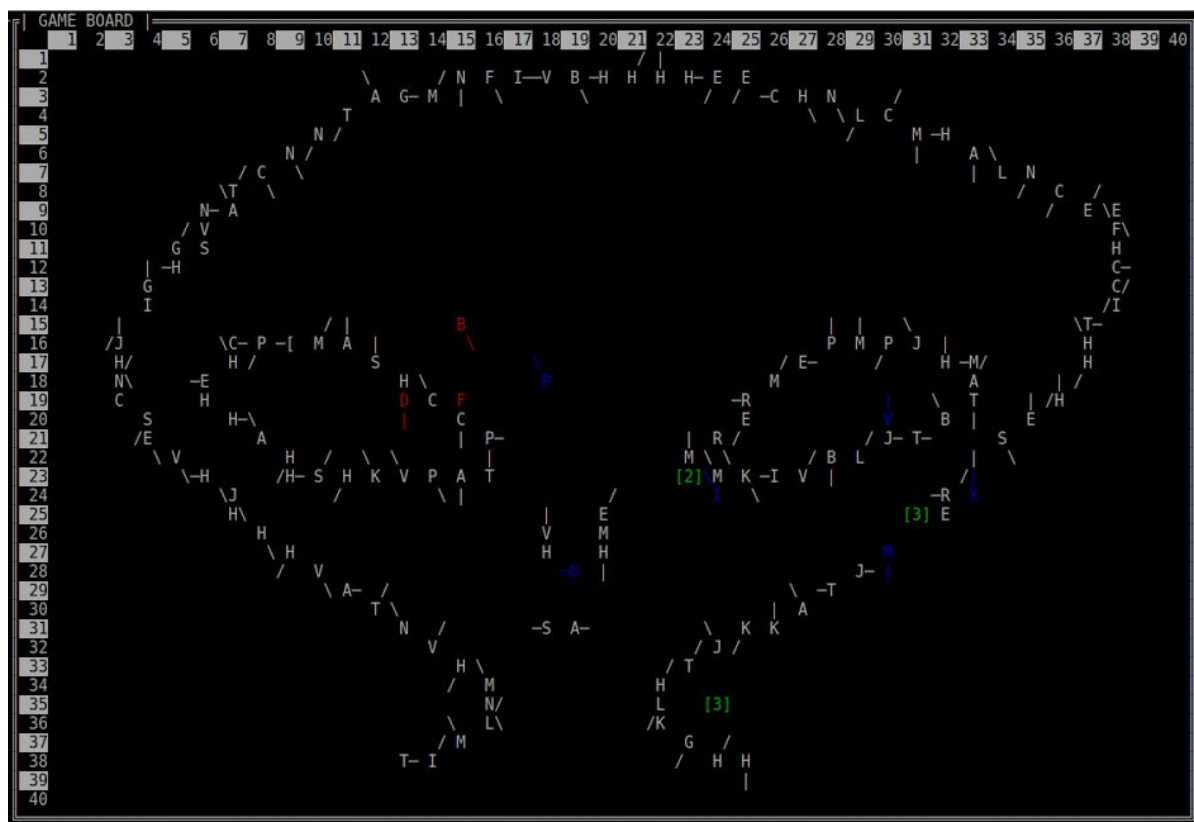 GAME BOARD
1 2 3 4 5 6 7 8 9 10 11 12 13 14 15 16 17 18 19 20 21 22 23 24 25 26 27 28 29 30 31 32 33 34 35 36 37 38 39 40
1 / |
2 \ / N F I—V B —H H H H— E E
3 A G— M | \ \ / / —C H N /
4 T \ \ L C
5 N / / M —H
6 N / | A \
7 / C \ | L N
8 \T \ / C /
9 N— A / E \E
10 / V F\
11 G S H
12 | —H C—
13 G C/
14 I /I
15 | / | B | | \ \T—
16 /J \C— P —[ M A | \ P M P J | H
17 H/ H / S \ / E— / H —M/ H
18 N\ —E H \ P M A | /
19 C H D C F —R | \ T | /H
20 S H—\ | C E Y B | E
21 /E A | P— | R / / J— T— S
22 \ V H / \ \ | M \ \ / B L | \
23 \—H /H— S H K V P A T [2] \ M K —I V | / |
24 \J / \ | / I \ —R X
25 H\ | E [3] E
26 H V M
27 \ H H H M
28 / V —D | J— |
29 \ A— / \ —T
30 T \ | A
31 N / —S A— \ K K
32 V / J /
33 H \ / T
34 / M H
35 N/ L [3]
36 \ L\ /K
37 / M G /
38 T— I / H H
39 |
40